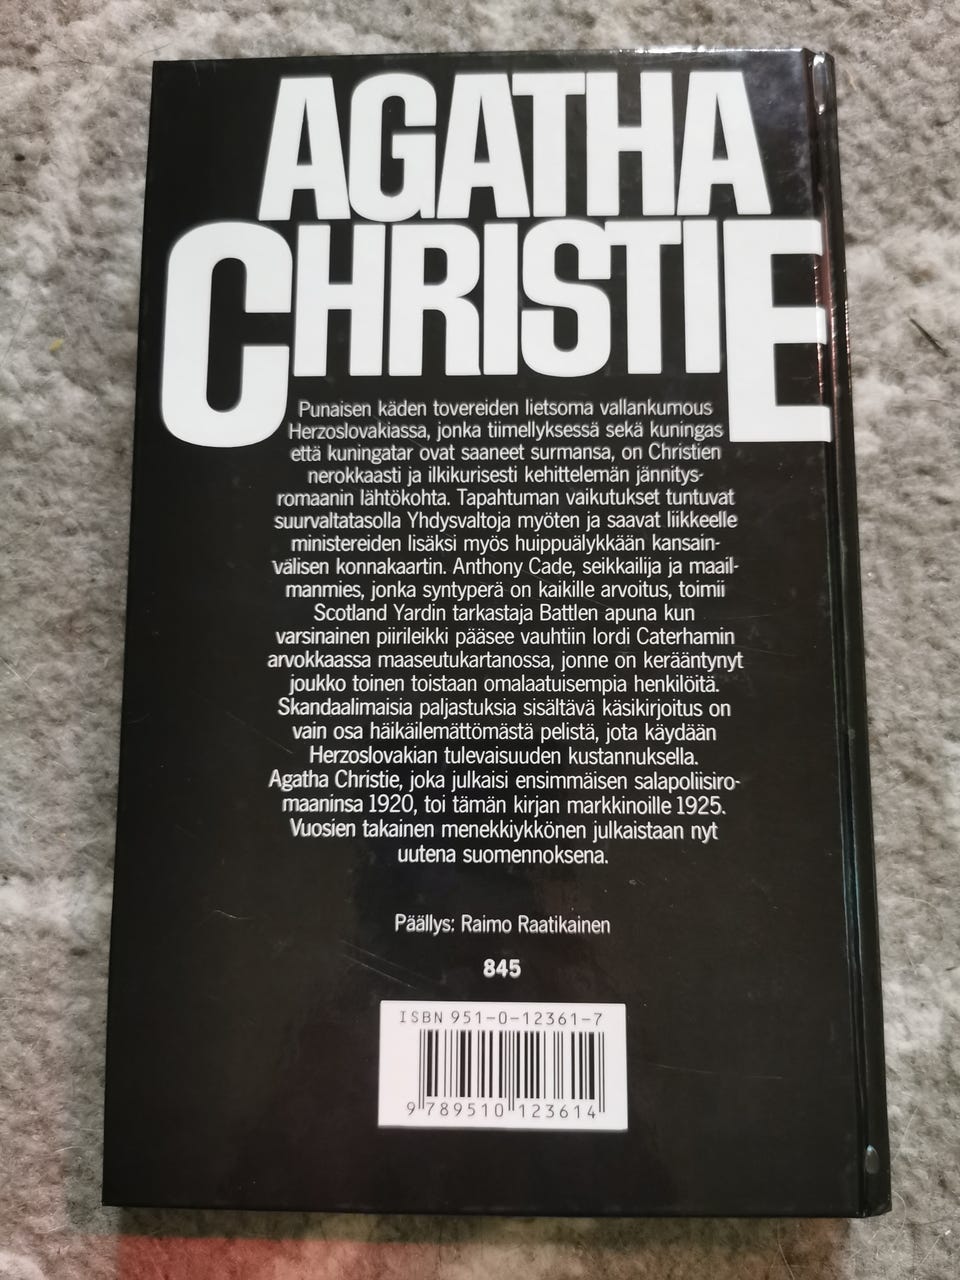 AGATHA
CHRISTIE
Punaisen käden tovereiden lietsoma vallankumous
Herzoslovakiassa, jonka tiimellyksessä sekä kuningas
että kuningatar ovat saaneet surmansa, on Christien
nerokkaasti ja ilkikurisesti kehittelemän jännitys-
romaanin lähtökohta. Tapahtuman vaikutukset tuntuvat
suurvaltatasolla Yhdysvaltoja myöten ja saavat liikkeelle
ministereiden lisäksi myös huippuälykkään kansain-
välisen konnakaartin. Anthony Cade, seikkailija ja maail-
manmies, jonka syntyperä on kaikille arvoitus, toimii
Scotland Yardin tarkastaja Battlen apuna kun
varsinainen piirileikki pääsee vauhtiin lordi Caterhamin
arvokkaassa maaseutukartanossa, jonne on kerääntynyt
joukko toinen toistaan omalaatuisempia henkilöitä.
Skandaalimaisia paljastuksia sisältävä käsikirjoitus on
vain osa häikäilemättömästä pelistä, jota käydään
Herzoslovakian tulevaisuuden kustannuksella.
Agatha Christie, joka julkaisi ensimmäisen salapoliisiro-
maaninsa 1920, toi tämän kirjan markkinoille 1925.
Vuosien takainen menekkiykkönen julkaistaan nyt
uutena suomennoksena.
Päällys: Raimo Raatikainen
845
ISBN 951-0-12361-7
9 789510 123614